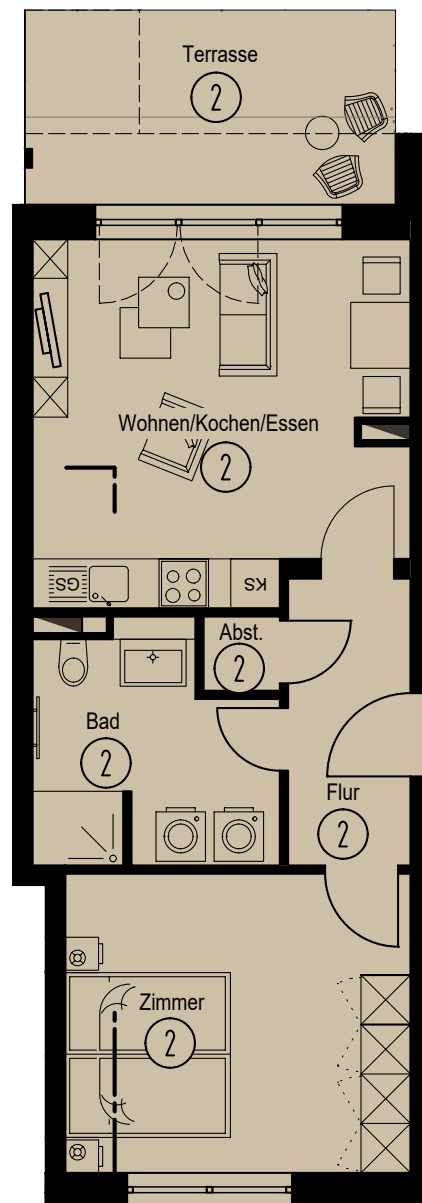 Terrasse
2
Wohnen/Kochen/Essen
2
GS
KS
Abst.
2
Bad
2
Flur
2
Zimmer
2